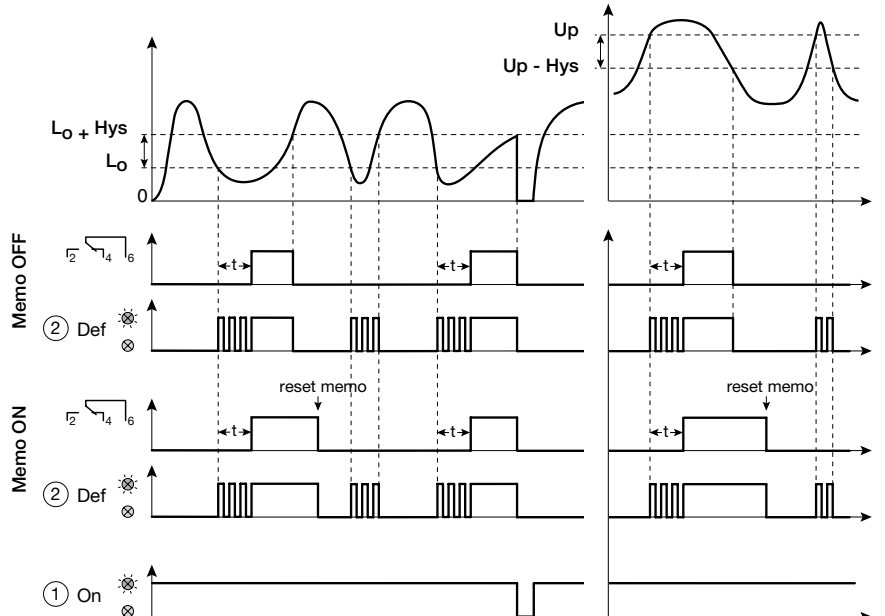 Up
Up - Hys
Lo + Hys
Lo
0
Memo OFF
2 4 6
t t t
2 Def
reset memo reset memo
Memo ON
2 4 6
t t t
2 Def
1 On